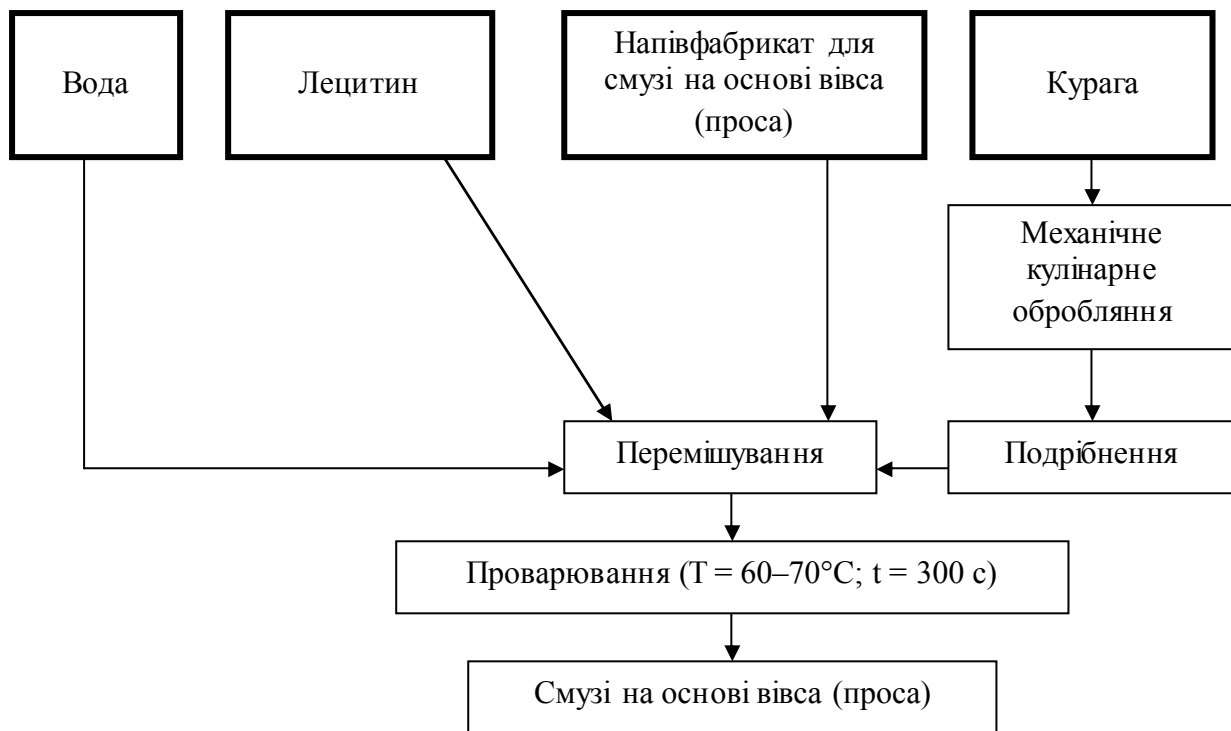 Вода
Лецитин
Напівфабрикат для
смузі на основі вівса
(проса)
Курага
Механічне
кулінарне
обробляння
Перемішування
Подрібнення
Проварювання (T = 60–70°C; t = 300 с)
Смузі на основі вівса (проса)